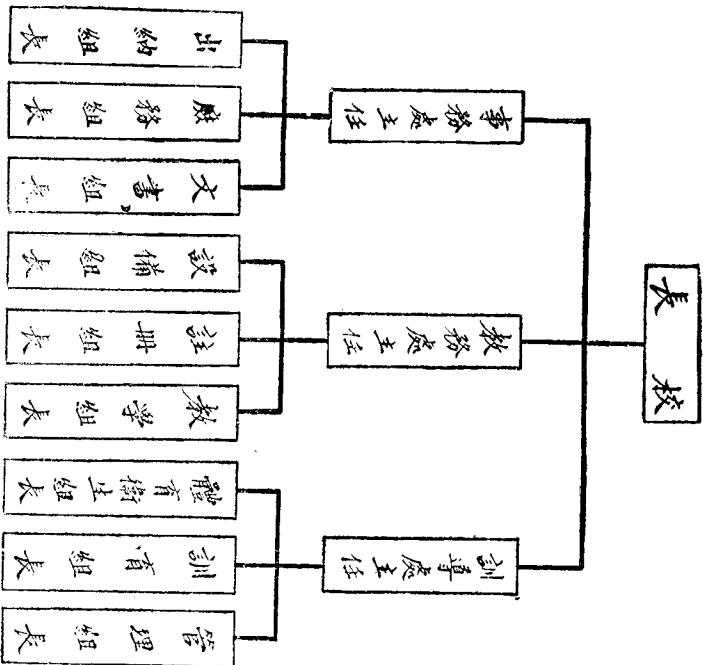 校長
訓導處主任
教務處主任
事務處主任
管理組長
訓育組長
體育衛生組長
教学組長
註冊組長
設備組長
文書組長
庶務組長
出納組長